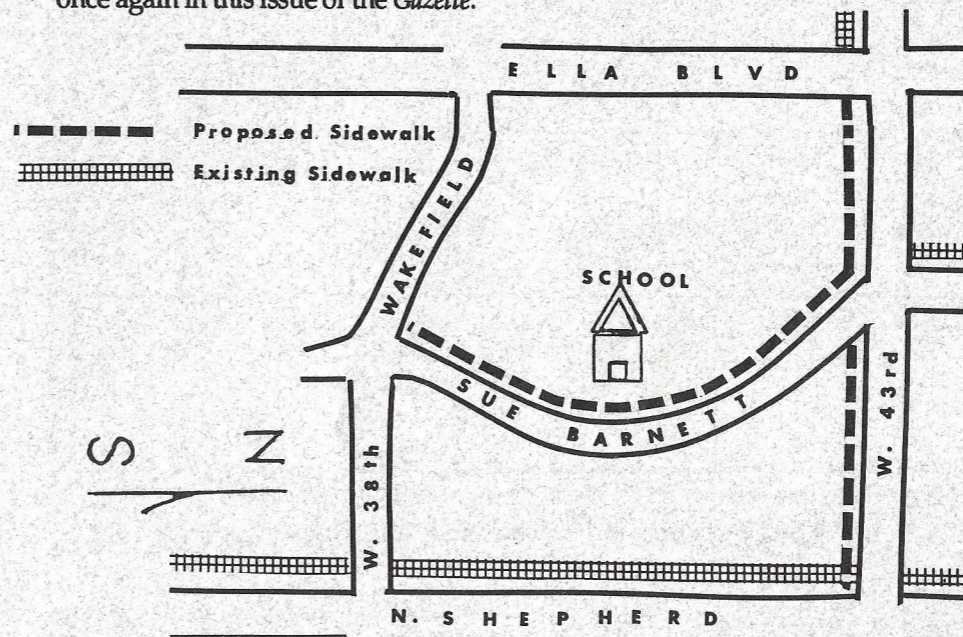 once again in this issue of the Gazette.
ELLA BLVD
Proposed Sidewalk
Existing Sidewalk
WAKEFIELD
SCHOOL
SUE BARNETT
W. 43rd
S N
W. 38th
N. SHEPHERD